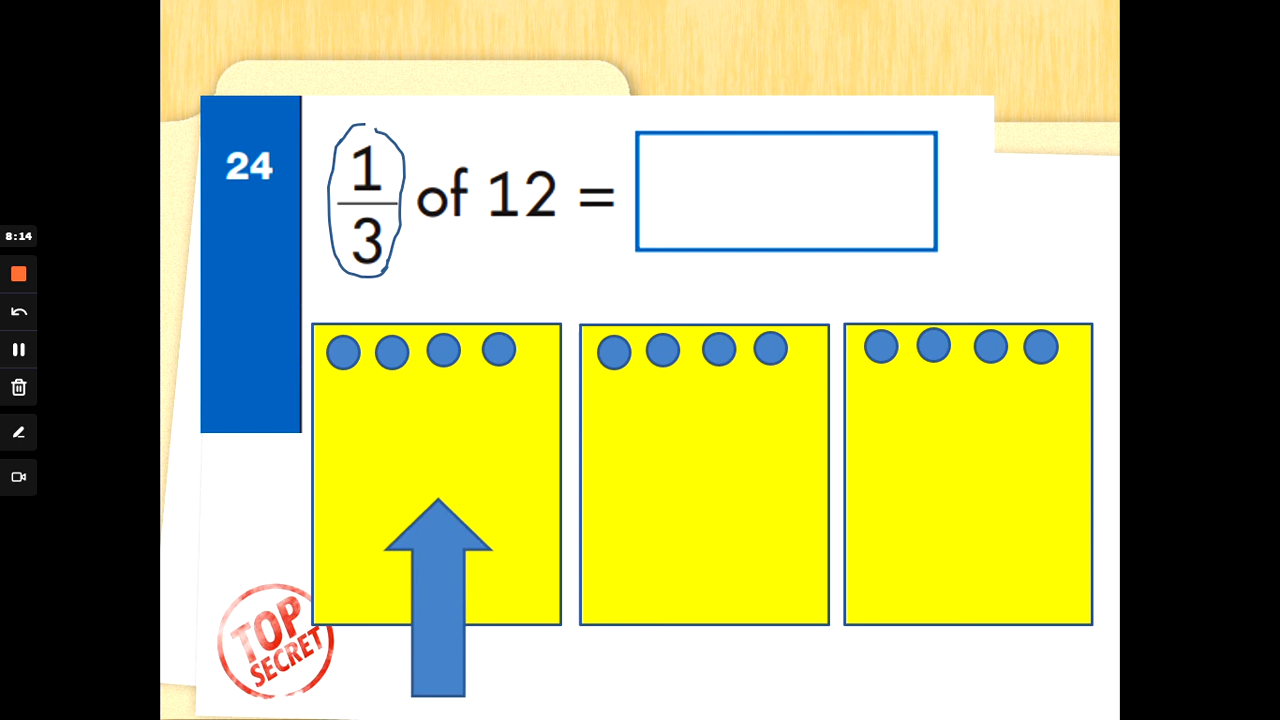 24
1/3 of 12 =
8:14
TOP
SECRET